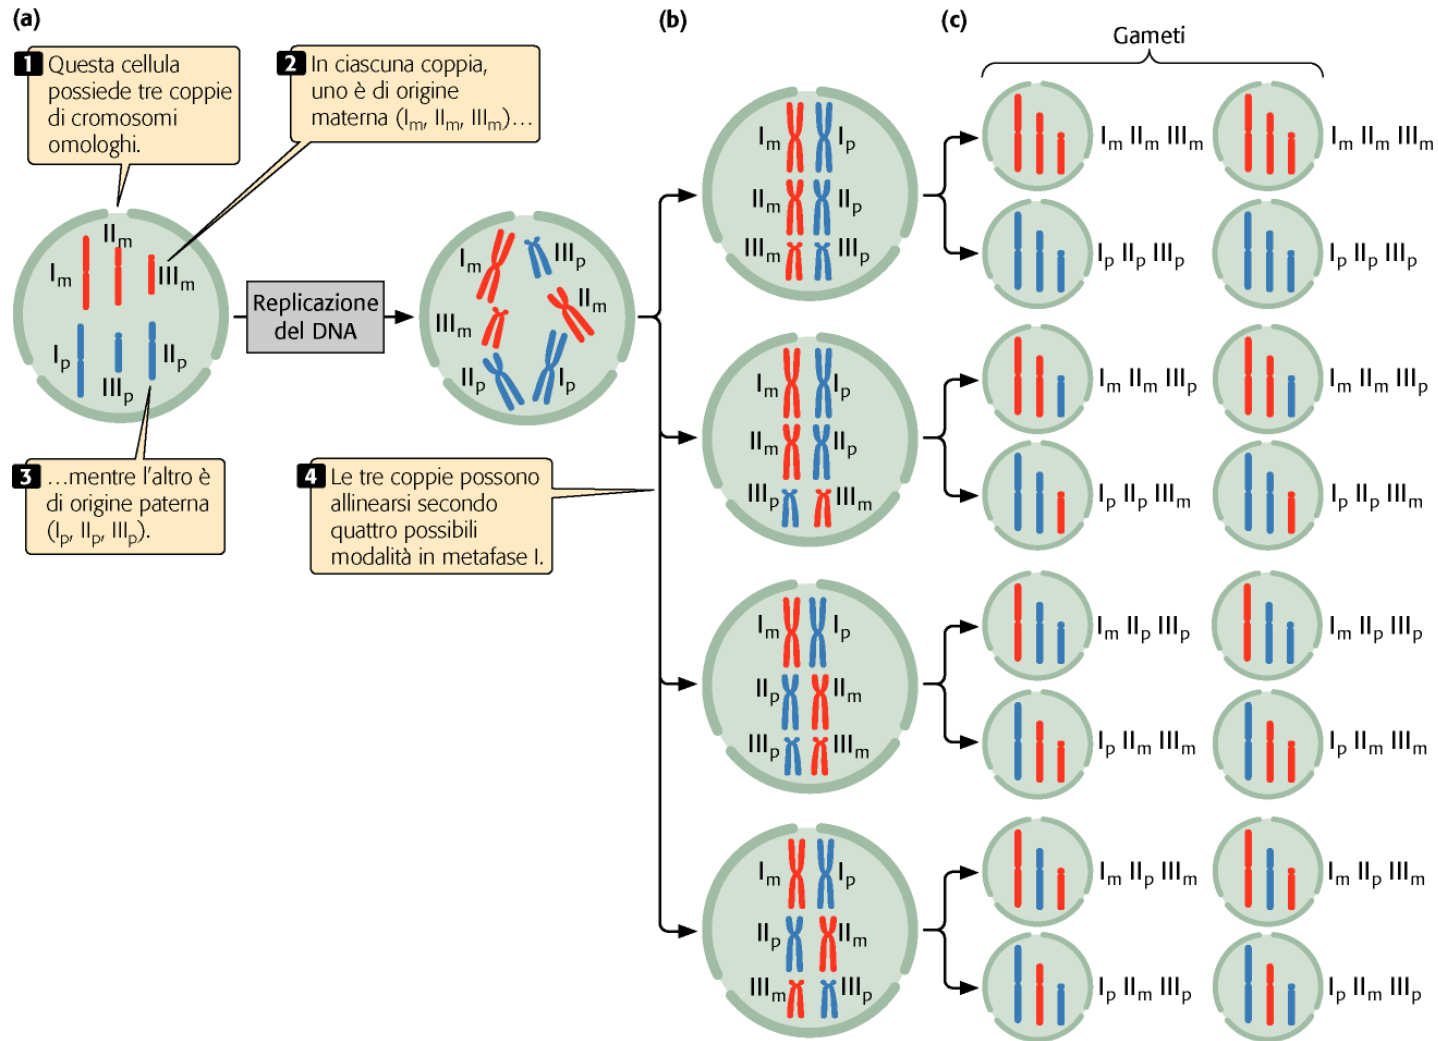 (a)
(b)
(c)
1 Questa cellula
possiede tre coppie
di cromosomi
omologhi.
2 In ciascuna coppia,
uno è di origine
materna (Iₘ, IIₘ, IIIₘ)…
Iₘ
IIₘ
IIIₘ
Iₚ
IIIₚ
IIₚ
Replicazione
del DNA
Iₘ
IIIₚ
IIₘ
IIIₘ
IIₚ
Iₚ
3 …mentre l'altro è
di origine paterna
(Iₚ, IIₚ, IIIₚ).
4 Le tre coppie possono
allinearsi secondo
quattro possibili
modalità in metafase I.
Iₘ Iₚ
IIₘ IIₚ
IIIₘ IIIₚ
Iₘ Iₚ
IIₘ IIₚ
IIIₚ IIIₘ
Iₘ Iₚ
IIₚ IIₘ
IIIₚ IIIₘ
Iₘ Iₚ
IIₚ IIₘ
IIIₘ IIIₚ
Gameti
Iₘ IIₘ IIIₘ Iₘ IIₘ IIIₘ
Iₚ IIₚ IIIₚ Iₚ IIₚ IIIₚ
Iₘ IIₘ IIIₚ Iₘ IIₘ IIIₚ
Iₚ IIₚ IIIₘ Iₚ IIₚ IIIₘ
Iₘ IIₚ IIIₚ Iₘ IIₚ IIIₚ
Iₚ IIₘ IIIₘ Iₚ IIₘ IIIₘ
Iₘ IIₚ IIIₘ Iₘ IIₚ IIIₘ
Iₚ IIₘ IIIₚ Iₚ IIₘ IIIₚ